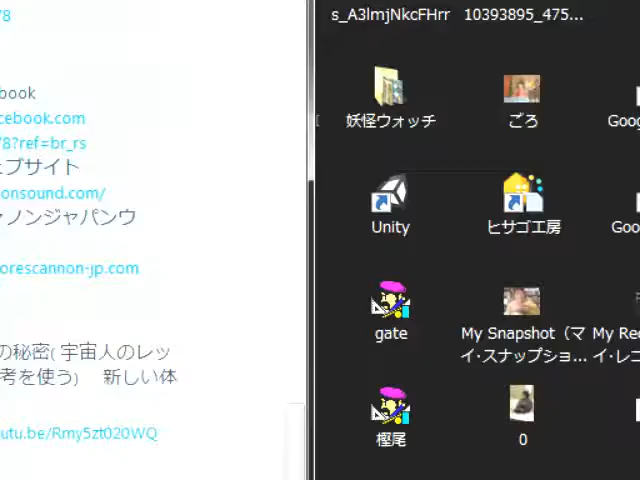 78
book
cebook.com
78?ref=br_rs
ェブサイト
onsound.com/
ャノンジャパンウ
orescannon-jp.com
の秘密( 宇宙人のレッ
考を使う)　新しい体
utu.be/Rmy5zt020WQ
s_A3lmjNkcFHrr
10393895_475...
妖怪ウォッチ
ごろ
Goog
Unity
ヒサゴ工房
Goo
gate
My Snapshot（マ
イ・スナップショ...
My Rec
イ・レコ
樫尾
0